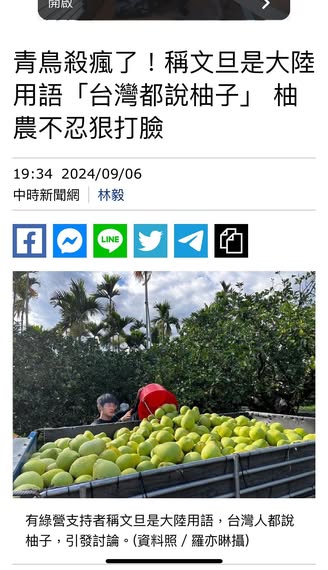 開啟
青鳥殺瘋了！稱文旦是大陸
用語「台灣都說柚子」 柚
農不忍狠打臉
19:34 2024/09/06
中時新聞網 林毅
LINE
有綠營支持者稱文旦是大陸用語，台灣人都說
柚子，引發討論。(資料照 / 羅亦晽攝)